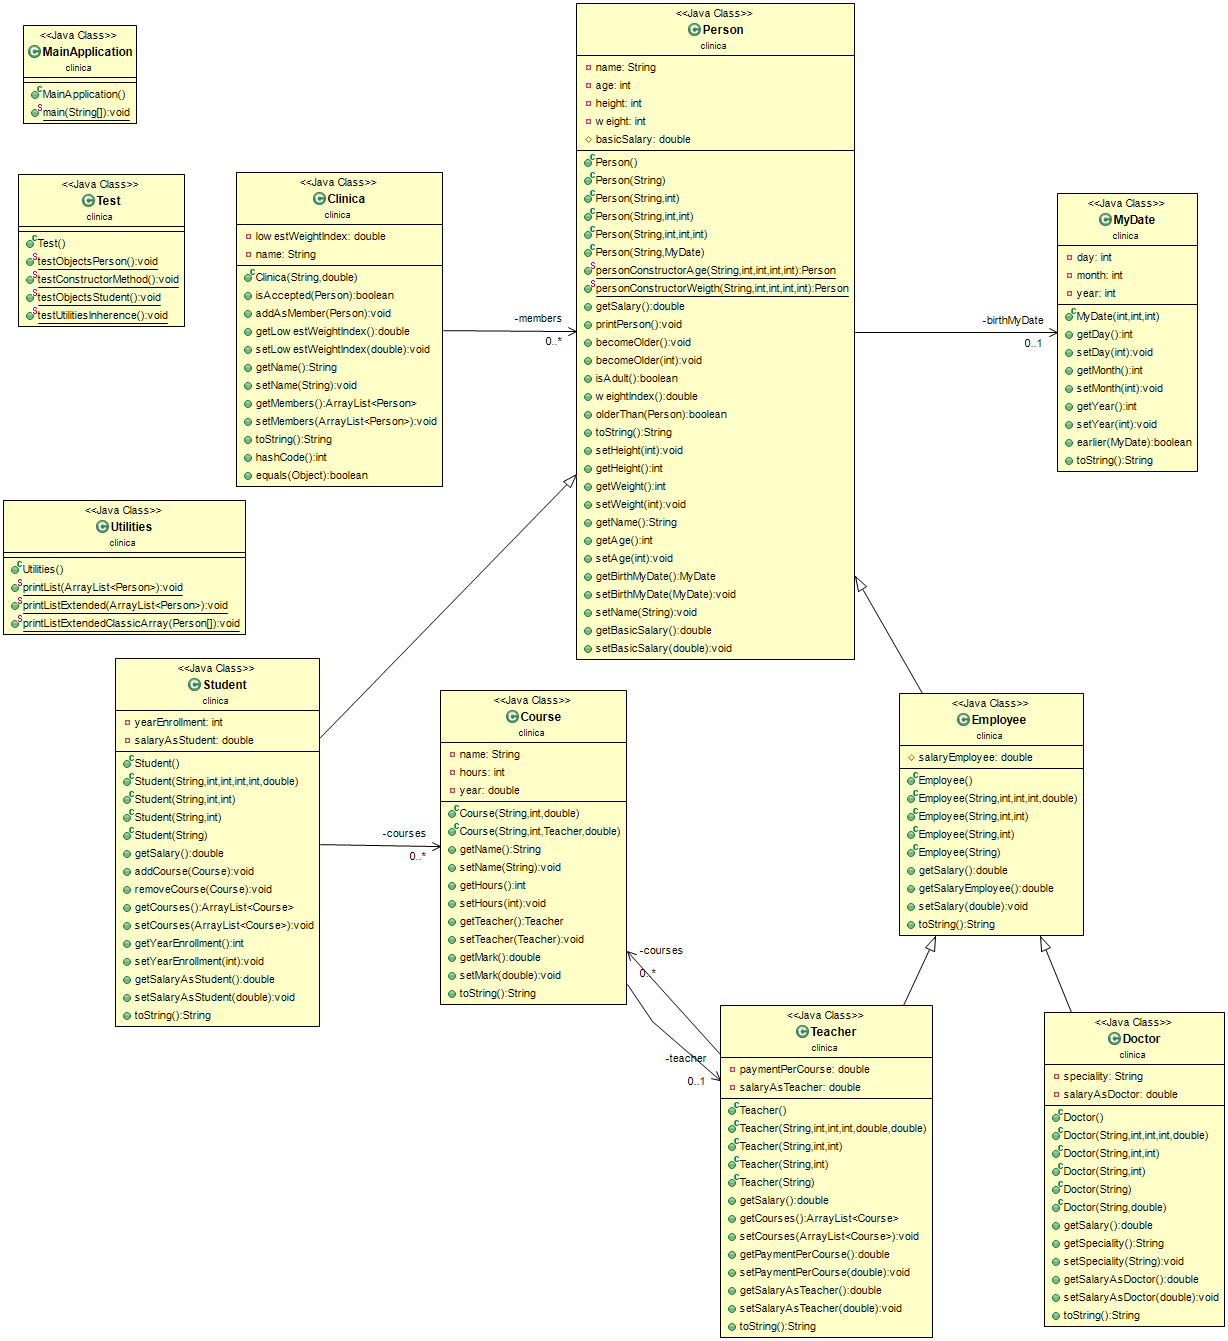 <<Java Class>>
MainApplication
clinica
MainApplication()
main(String[]):void
<<Java Class>>
Test
clinica
Test()
testObjectsPerson():void
testConstructorMethod():void
testObjectsStudent():void
testUtilitiesInherence():void
<<Java Class>>
Clinica
clinica
lowestWeightIndex: double
name: String
Clinica(String,double)
isAccepted(Person):boolean
addAsMember(Person):void
getLowestWeightIndex():double
setLowestWeightIndex(double):void
getName():String
setName(String):void
getMembers():ArrayList<Person>
setMembers(ArrayList<Person>):void
toString():String
hashCode():int
equals(Object):boolean
-members
0..*
<<Java Class>>
Person
clinica
name: String
age: int
height: int
weight: int
basicSalary: double
Person()
Person(String)
Person(String,int)
Person(String,int,int)
Person(String,int,int,int)
Person(String,MyDate)
personConstructorAge(String,int,int,int,int):Person
personConstructorWeigth(String,int,int,int,int):Person
getSalary():double
printPerson():void
becomeOlder():void
becomeOlder(int):void
isAdult():boolean
weightIndex():double
olderThan(Person):boolean
toString():String
setHeight(int):void
getHeight():int
getWeight():int
setWeight(int):void
getName():String
getAge():int
setAge(int):void
getBirthMyDate():MyDate
setBirthMyDate(MyDate):void
setName(String):void
getBasicSalary():double
setBasicSalary(double):void
-birthMyDate
0..1
<<Java Class>>
MyDate
clinica
day: int
month: int
year: int
MyDate(int,int,int)
getDay():int
setDay(int):void
getMonth():int
setMonth(int):void
getYear():int
setYear(int):void
earlier(MyDate):boolean
toString():String
<<Java Class>>
Utilities
clinica
Utilities()
printList(ArrayList<Person>):void
printListExtended(ArrayList<Person>):void
printListExtendedClassicArray(Person[]):void
<<Java Class>>
Student
clinica
yearEnrollment: int
salaryAsStudent: double
Student()
Student(String,int,int,int,int,double)
Student(String,int,int)
Student(String,int)
Student(String)
getSalary():double
addCourse(Course):void
removeCourse(Course):void
getCourses():ArrayList<Course>
setCourses(ArrayList<Course>):void
getYearEnrollment():int
setYearEnrollment(int):void
getSalaryAsStudent():double
setSalaryAsStudent(double):void
toString():String
-courses
0..*
<<Java Class>>
Course
clinica
name: String
hours: int
year: double
Course(String,int,double)
Course(String,int,Teacher,double)
getName():String
setName(String):void
getHours():int
setHours(int):void
getTeacher():Teacher
setTeacher(Teacher):void
getMark():double
setMark(double):void
toString():String
-courses
0..*
-teacher
0..1
<<Java Class>>
Employee
clinica
salaryEmployee: double
Employee()
Employee(String,int,int,int,double)
Employee(String,int,int)
Employee(String,int)
Employee(String)
getSalary():double
getSalaryEmployee():double
setSalary(double):void
toString():String
<<Java Class>>
Teacher
clinica
paymentPerCourse: double
salaryAsTeacher: double
Teacher()
Teacher(String,int,int,int,double,double)
Teacher(String,int,int)
Teacher(String,int)
Teacher(String)
getSalary():double
getCourses():ArrayList<Course>
setCourses(ArrayList<Course>):void
getPaymentPerCourse():double
setPaymentPerCourse(double):void
getSalaryAsTeacher():double
setSalaryAsTeacher(double):void
toString():String
<<Java Class>>
Doctor
clinica
speciality: String
salaryAsDoctor: double
Doctor()
Doctor(String,int,int,int,double)
Doctor(String,int,int)
Doctor(String,int)
Doctor(String)
Doctor(String,double)
getSalary():double
getSpeciality():String
setSpeciality(String):void
getSalaryAsDoctor():double
setSalaryAsDoctor(double):void
toString():String